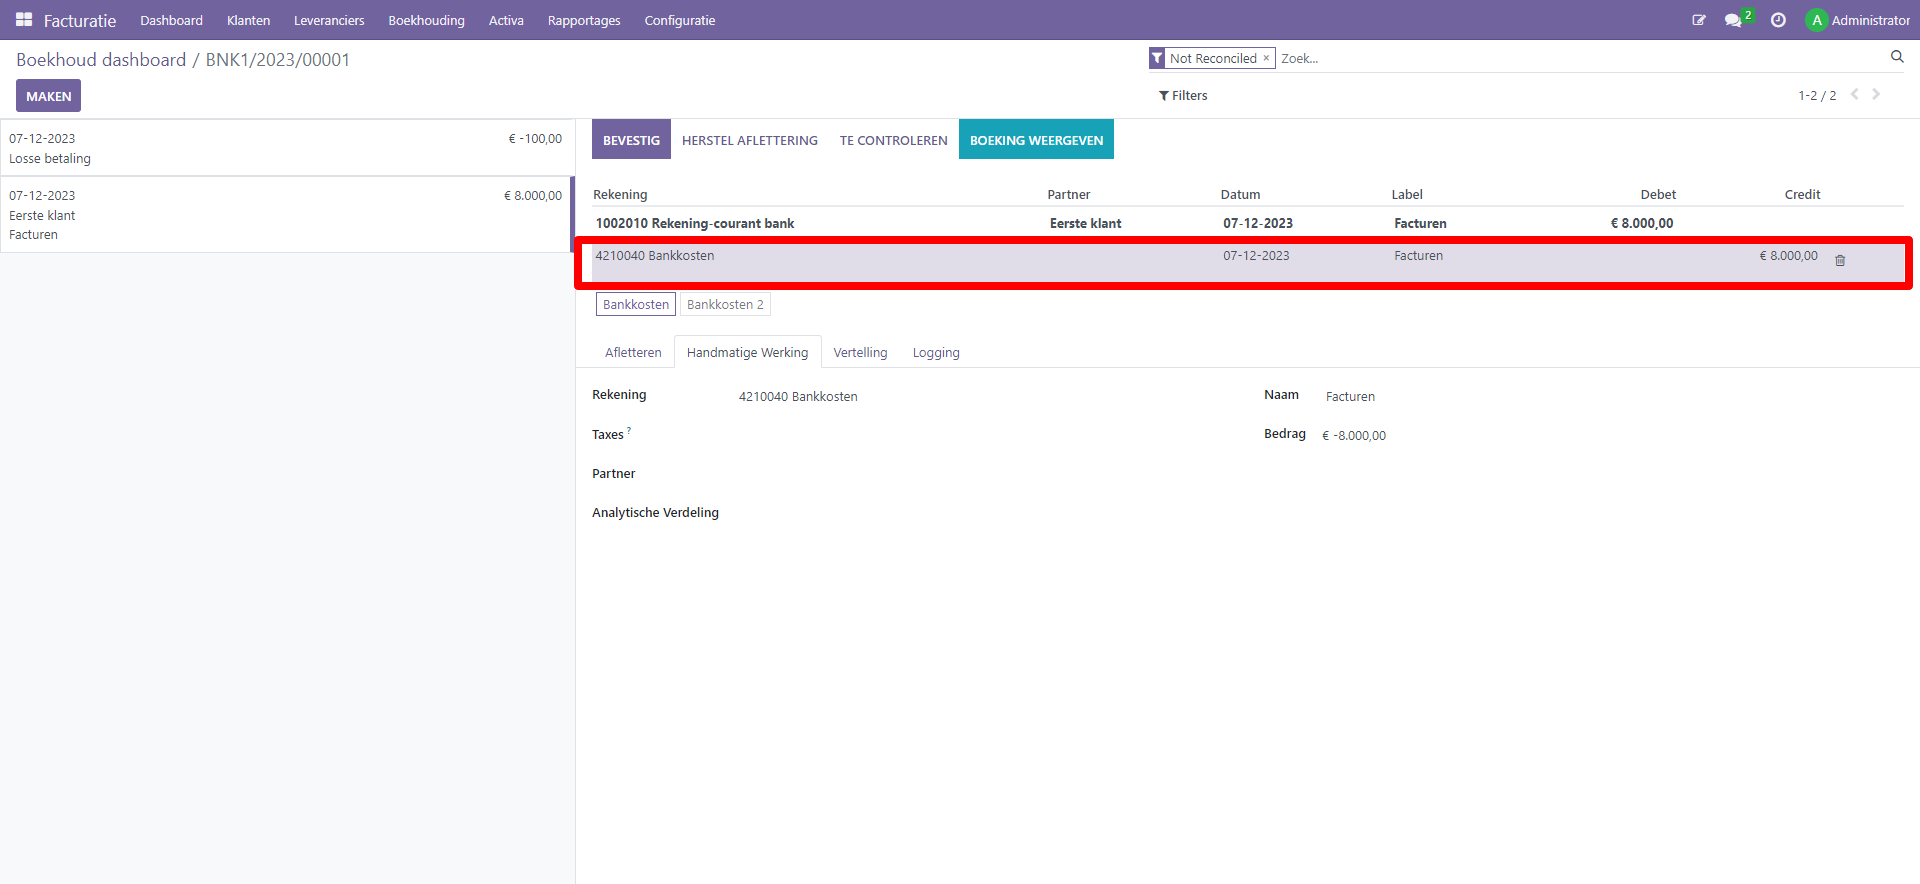 Facturatie Dashboard Klanten Leveranciers Boekhouding Activa Rapportages Configuratie 2 A Administrator
Boekhoud dashboard / BNK1/2023/00001
Not Reconciled × Zoek...
MAKEN
Filters
1-2 / 2
07-12-2023 € -100,00
Losse betaling
07-12-2023 € 8.000,00
Eerste klant
Facturen
BEVESTIG HERSTEL AFLETTERING TE CONTROLEREN BOEKING WEERGEVEN
Rekening Partner Datum Label Debet Credit
1002010 Rekening-courant bank Eerste klant 07-12-2023 Facturen € 8.000,00
4210040 Bankkosten 07-12-2023 Facturen € 8.000,00
Bankkosten Bankkosten 2
Afletteren Handmatige Werking Vertelling Logging
Rekening 4210040 Bankkosten Naam Facturen
Taxes ? Bedrag € -8.000,00
Partner
Analytische Verdeling